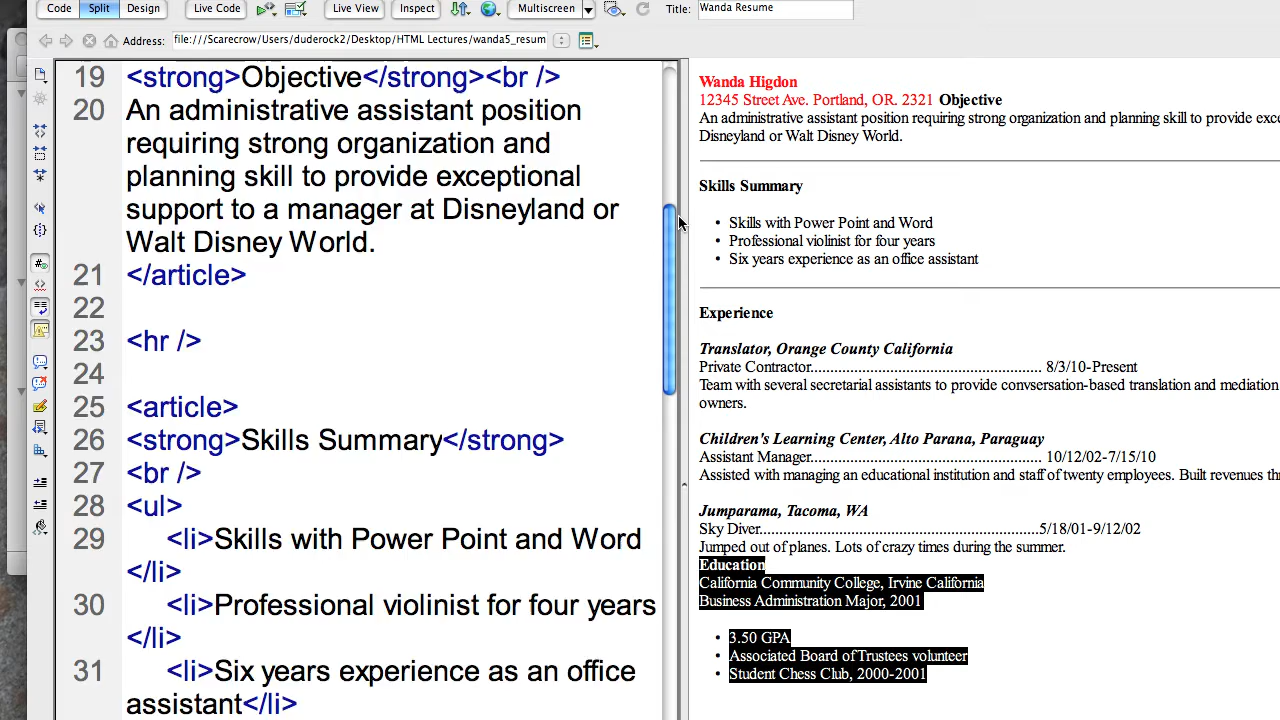 Code Split Design Live Code Live View Inspect Multiscreen Title: Wanda Resume
Address: file:///Scarecrow/Users/duderock2/Desktop/HTML Lectures/wanda5_resum
19 <strong>Objective</strong><br />
20 An administrative assistant position
requiring strong organization and
planning skill to provide exceptional
support to a manager at Disneyland or
Walt Disney World.
21 </article>
22
23 <hr />
24
25 <article>
26 <strong>Skills Summary</strong>
27 <br />
28 <ul>
29 <li>Skills with Power Point and Word
</li>
30 <li>Professional violinist for four years
</li>
31 <li>Six years experience as an office
assistant</li>
Wanda Higdon
12345 Street Ave. Portland, OR. 2321 Objective
An administrative assistant position requiring strong organization and planning skill to provide exce
Disneyland or Walt Disney World.
Skills Summary
• Skills with Power Point and Word
• Professional violinist for four years
• Six years experience as an office assistant
Experience
Translator, Orange County California
Private Contractor.................................................... 8/3/10-Present
Team with several secretarial assistants to provide convsersation-based translation and mediation
owners.
Children's Learning Center, Alto Parana, Paraguay
Assistant Manager.................................................... 10/12/02-7/15/10
Assisted with managing an educational institution and staff of twenty employees. Built revenues th
Jumparama, Tacoma, WA
Sky Diver..............................................................5/18/01-9/12/02
Jumped out of planes. Lots of crazy times during the summer.
Education
California Community College, Irvine California
Business Administration Major, 2001
• 3.50 GPA
• Associated Board of Trustees volunteer
• Student Chess Club, 2000-2001